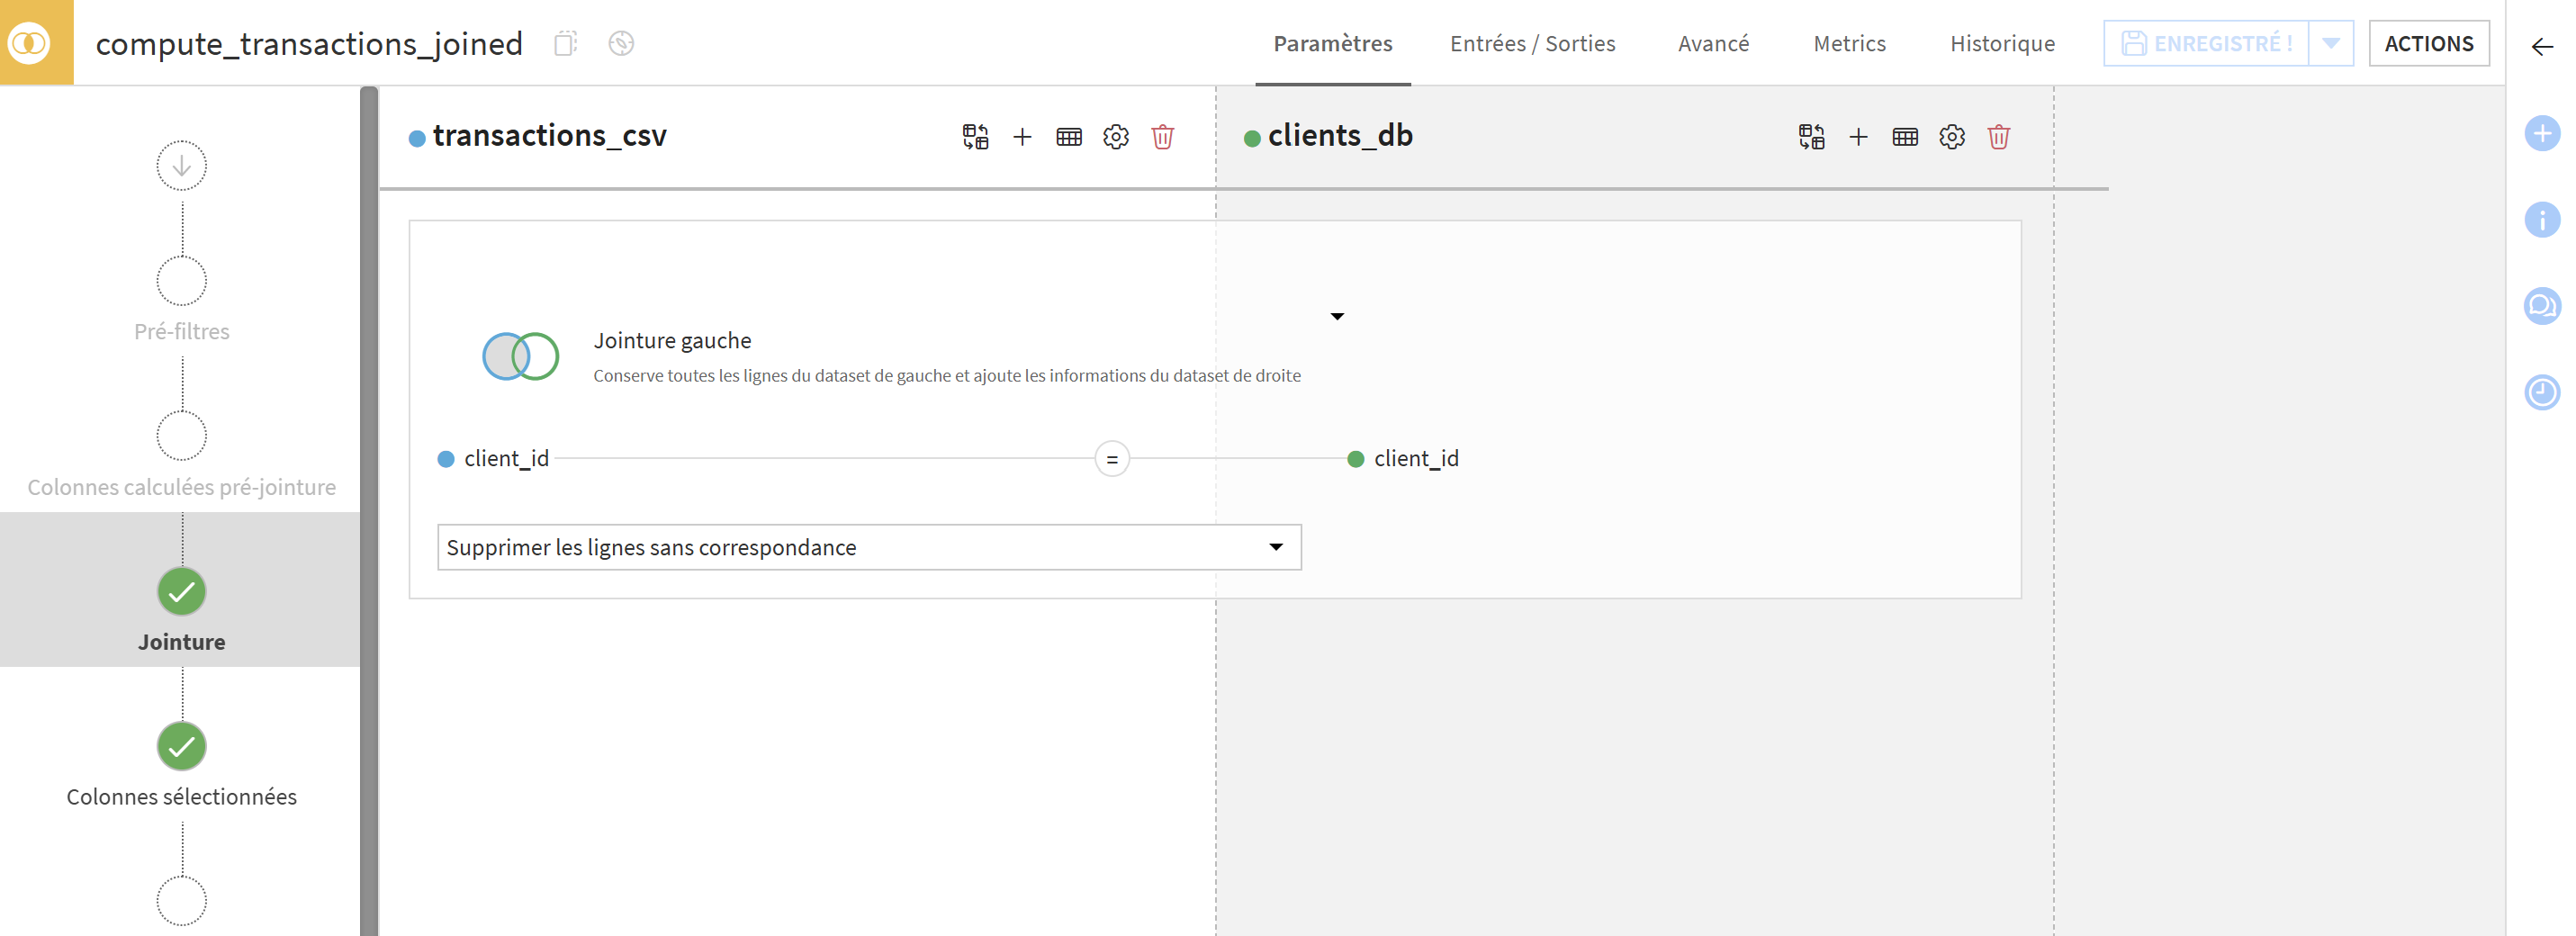 compute_transactions_joined
Paramètres
Entrées / Sorties
Avancé
Metrics
Historique
ENREGISTRÉ !
ACTIONS
Pré-filtres
Colonnes calculées pré-jointure
Jointure
Colonnes sélectionnées
transactions_csv
clients_db
Jointure gauche
Conserve toutes les lignes du dataset de gauche et ajoute les informations du dataset de droite
client_id
=
client_id
Supprimer les lignes sans correspondance